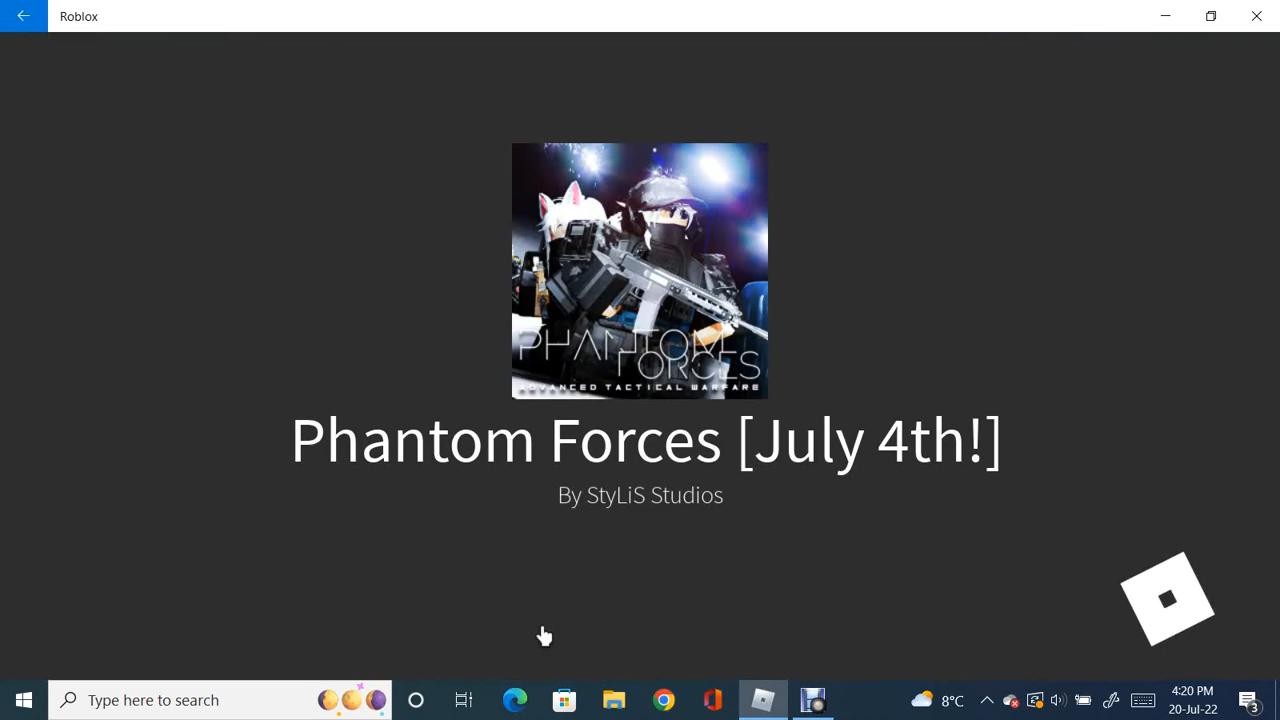 Roblox
PHANTOM
FORCES
ADVANCED TACTICAL WARFARE
Phantom Forces [July 4th!]
By StyLiS Studios
Type here to search
8°C
4:20 PM
20-Jul-22
3